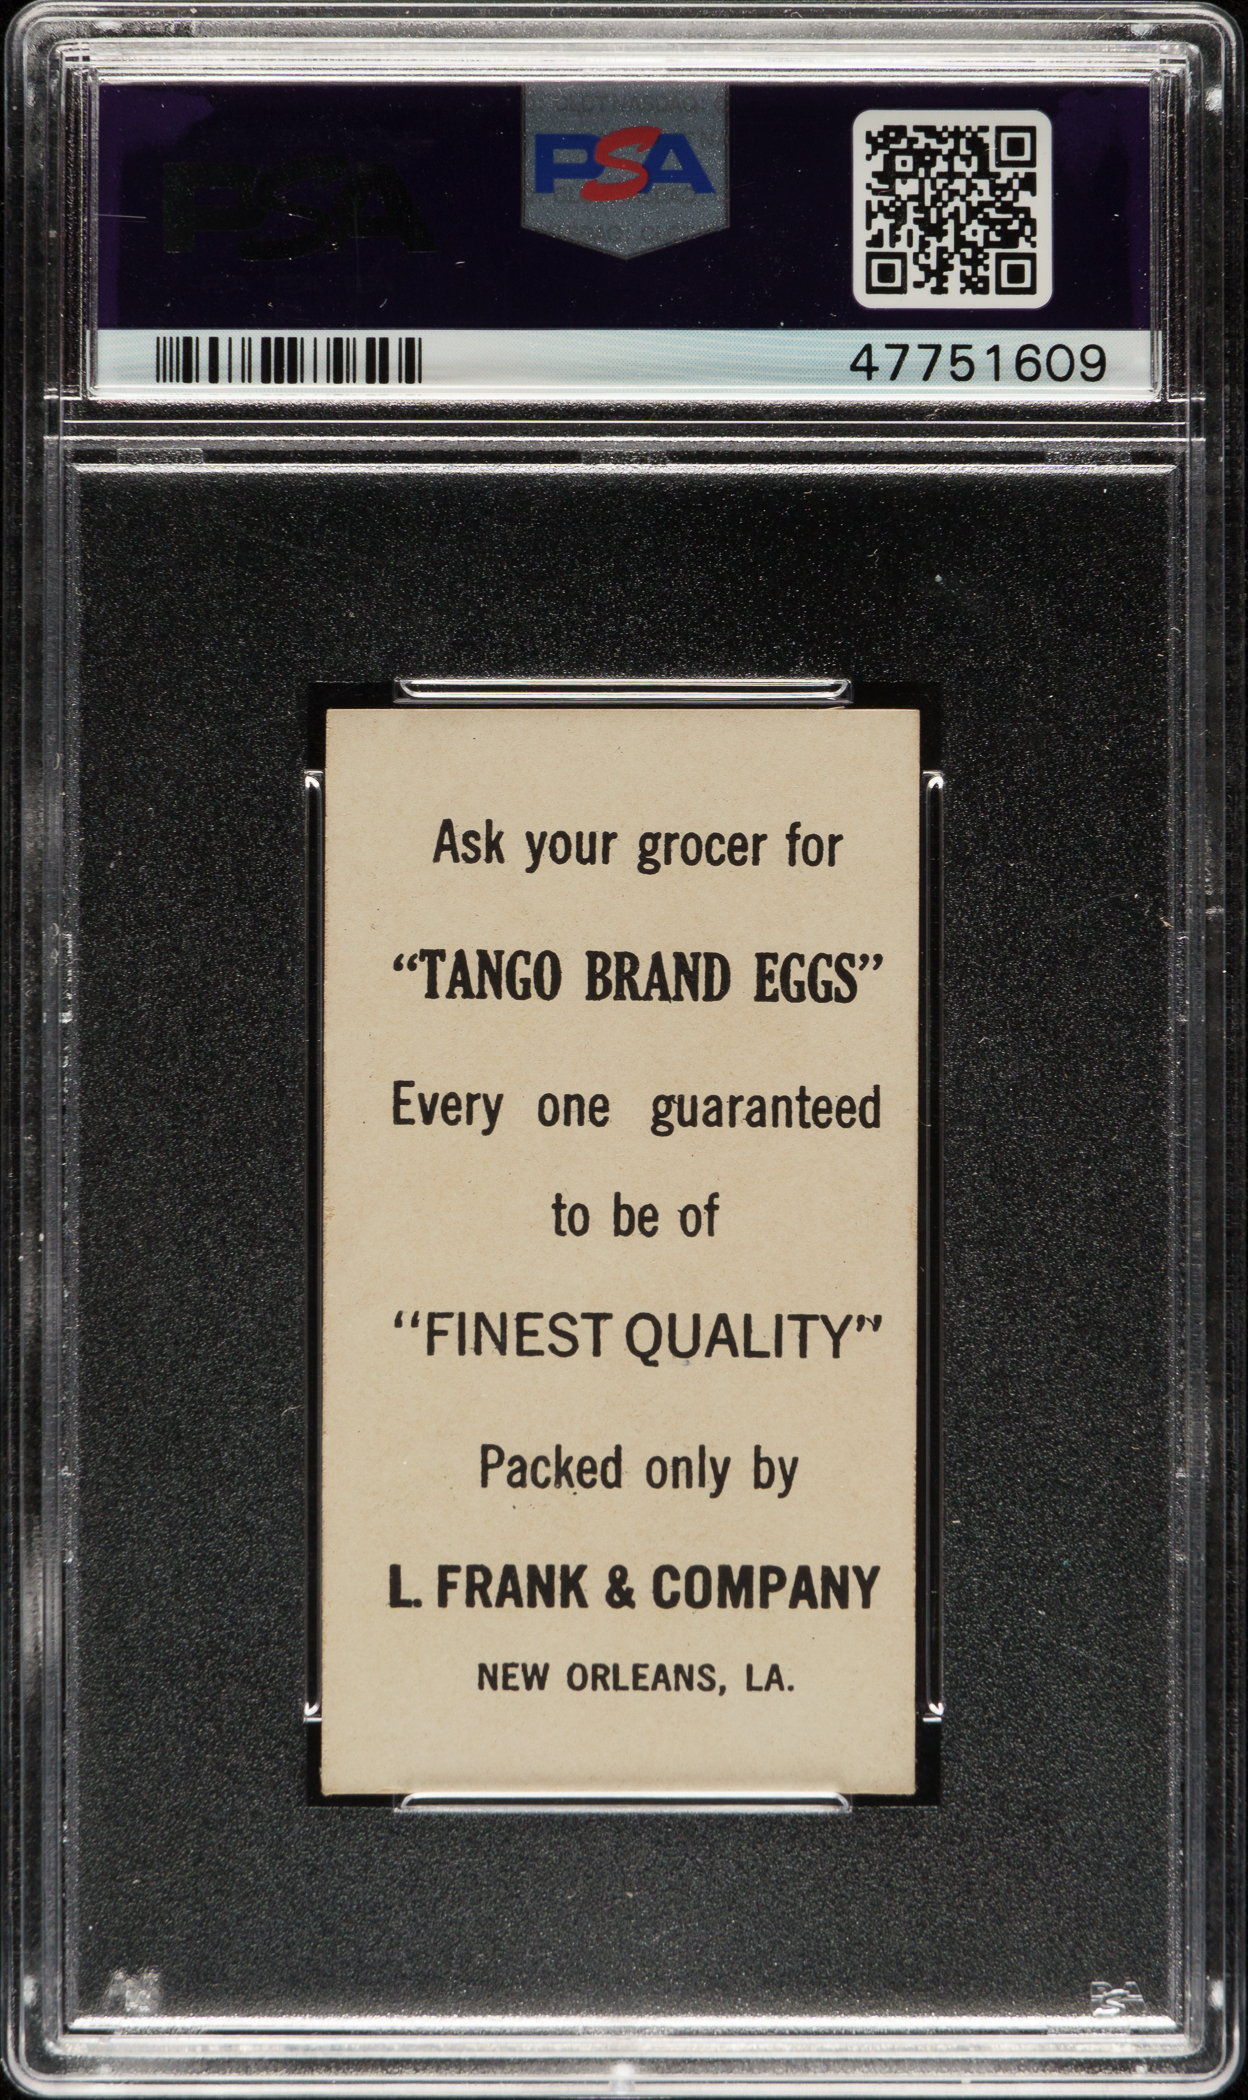 PSA
PSA
47751609
Ask your grocer for
“TANGO BRAND EGGS”
Every one guaranteed
to be of
“FINEST QUALITY”
Packed only by
L. FRANK & COMPANY
NEW ORLEANS, LA.
PSA